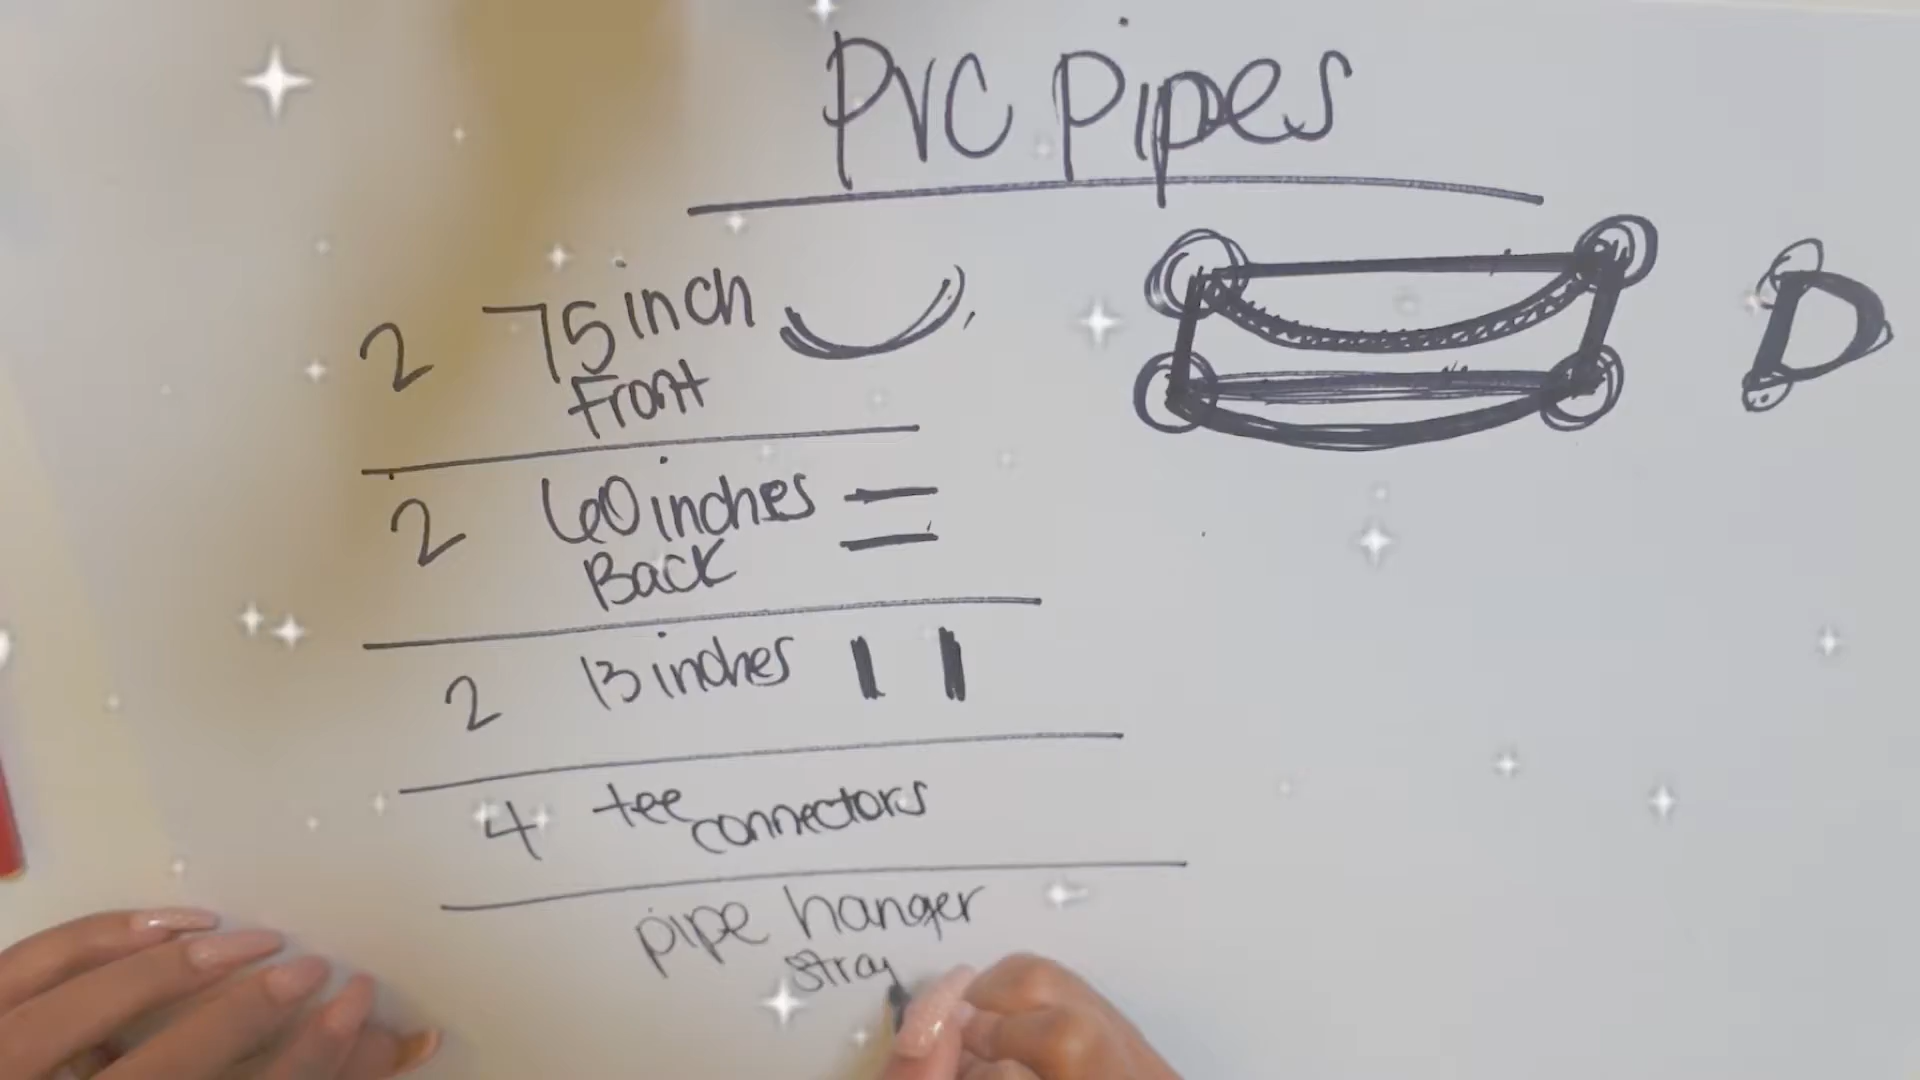 PVC Pipes
2 75 inch
Front
2 60 inches
Back
2 13 inches
4 tee
connectors
pipe hanger